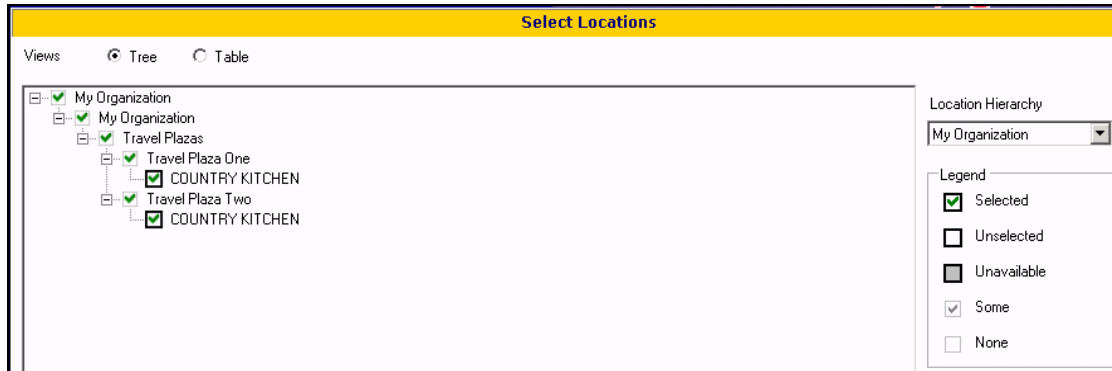 Select Locations
Views Tree Table
My Organization
My Organization
Travel Plazas
Travel Plaza One
COUNTRY KITCHEN
Travel Plaza Two
COUNTRY KITCHEN
Location Hierarchy
My Organization
Legend
Selected
Unselected
Unavailable
Some
None